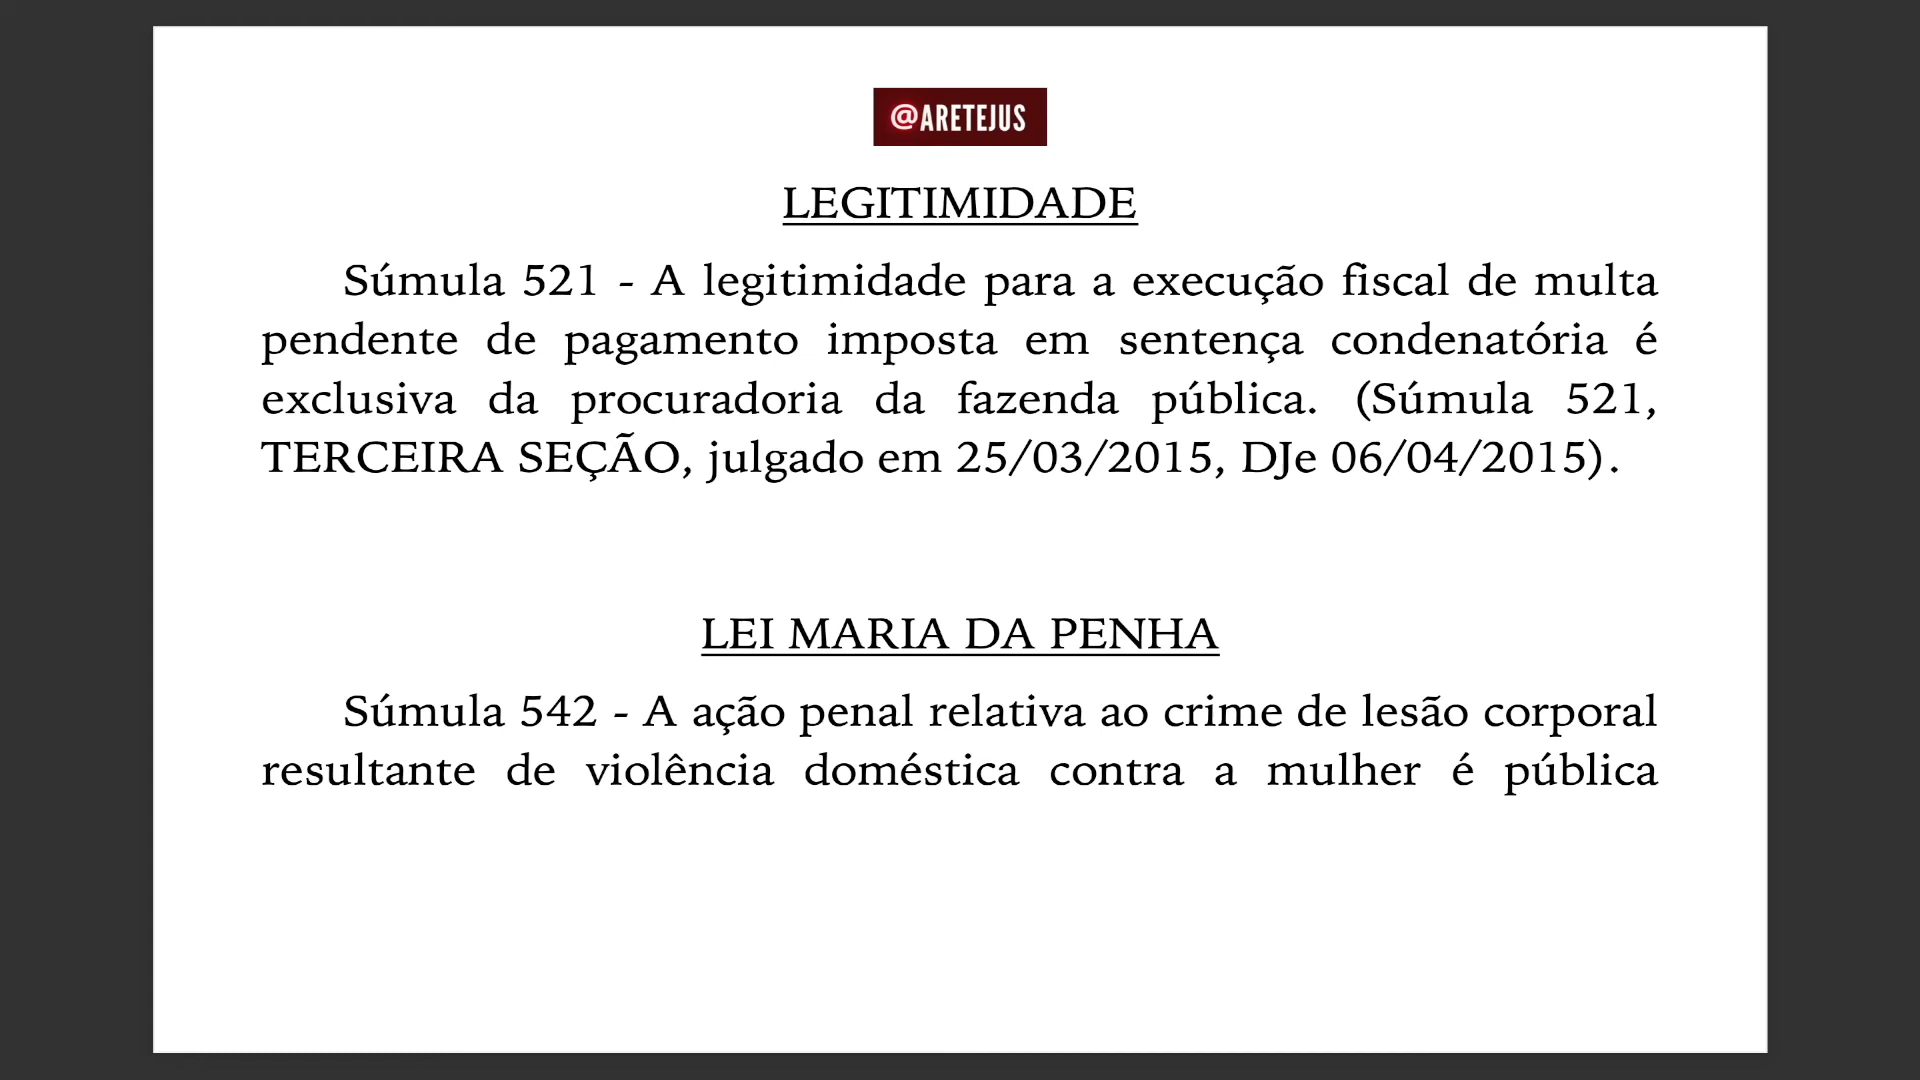 @ARETEJUS
LEGITIMIDADE
Súmula 521 - A legitimidade para a execução fiscal de multa
pendente de pagamento imposta em sentença condenatória é
exclusiva da procuradoria da fazenda pública. (Súmula 521,
TERCEIRA SEÇÃO, julgado em 25/03/2015, DJe 06/04/2015).
LEI MARIA DA PENHA
Súmula 542 - A ação penal relativa ao crime de lesão corporal
resultante de violência doméstica contra a mulher é pública